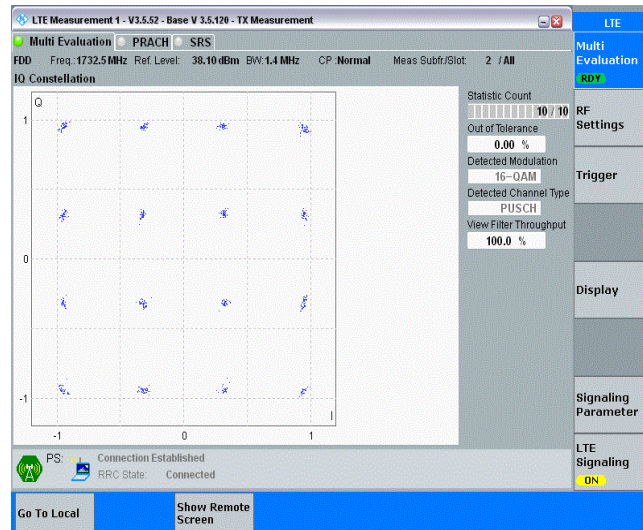 LTE Measurement 1 - V3.5.52 - Base V 3.5.120 - TX Measurement
LTE
Multi Evaluation PRACH SRS
Multi
Evaluation
RDY
FDD Freq.:1732.5 MHz Ref. Level: 38.10 dBm BW:1.4 MHz CP :Normal Meas Subfr./Slot: 2 / All
IQ Constellation
Q
1
0
-1
-1 0 1
I
Statistic Count
10 / 10
Out of Tolerance
0.00 %
Detected Modulation
16-QAM
Detected Channel Type
PUSCH
View Filter Throughput
100.0 %
RF
Settings
Trigger
Display
Signaling
Parameter
LTE
Signaling
ON
PS: Connection Established
RRC State: Connected
Go To Local
Show Remote
Screen